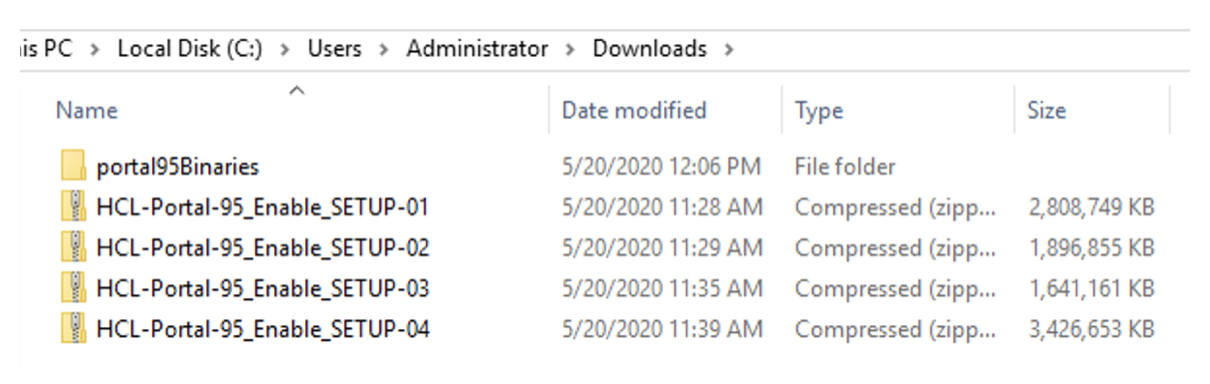 is PC > Local Disk (C:) > Users > Administrator > Downloads >
Name Date modified Type Size
portal95Binaries 5/20/2020 12:06 PM File folder
HCL-Portal-95_Enable_SETUP-01 5/20/2020 11:28 AM Compressed (zipp... 2,808,749 KB
HCL-Portal-95_Enable_SETUP-02 5/20/2020 11:29 AM Compressed (zipp... 1,896,855 KB
HCL-Portal-95_Enable_SETUP-03 5/20/2020 11:35 AM Compressed (zipp... 1,641,161 KB
HCL-Portal-95_Enable_SETUP-04 5/20/2020 11:39 AM Compressed (zipp... 3,426,653 KB